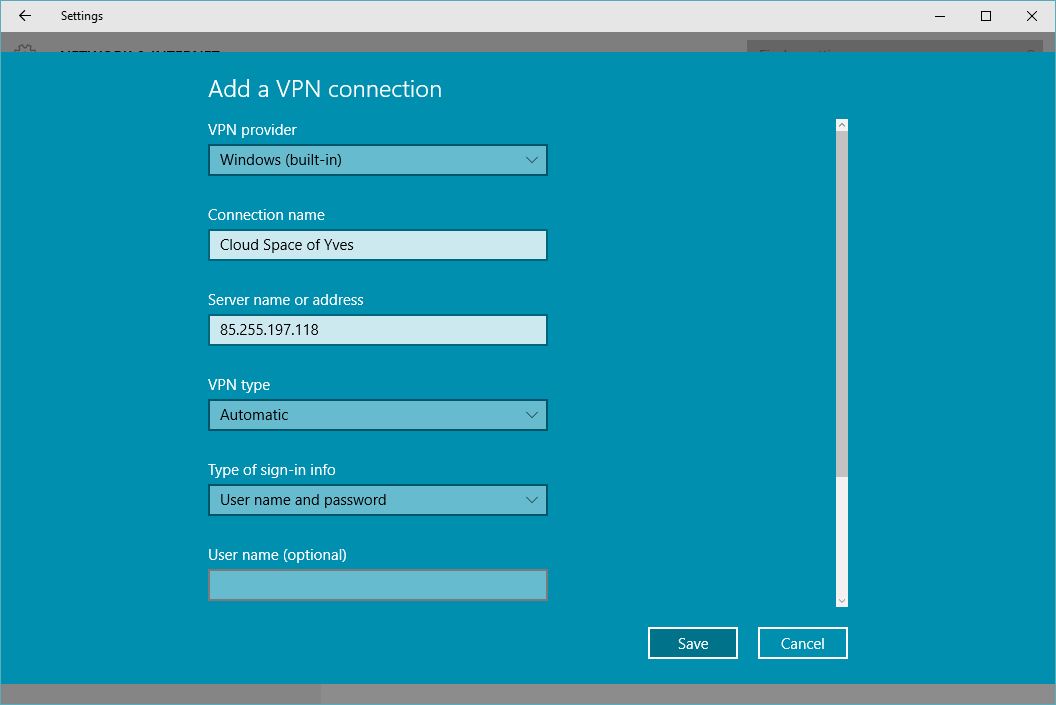 Settings
NETWORK & INTERNET
Add a VPN connection
VPN provider
Windows (built-in)
Connection name
Cloud Space of Yves
Server name or address
85.255.197.118
VPN type
Automatic
Type of sign-in info
User name and password
User name (optional)
Save
Cancel